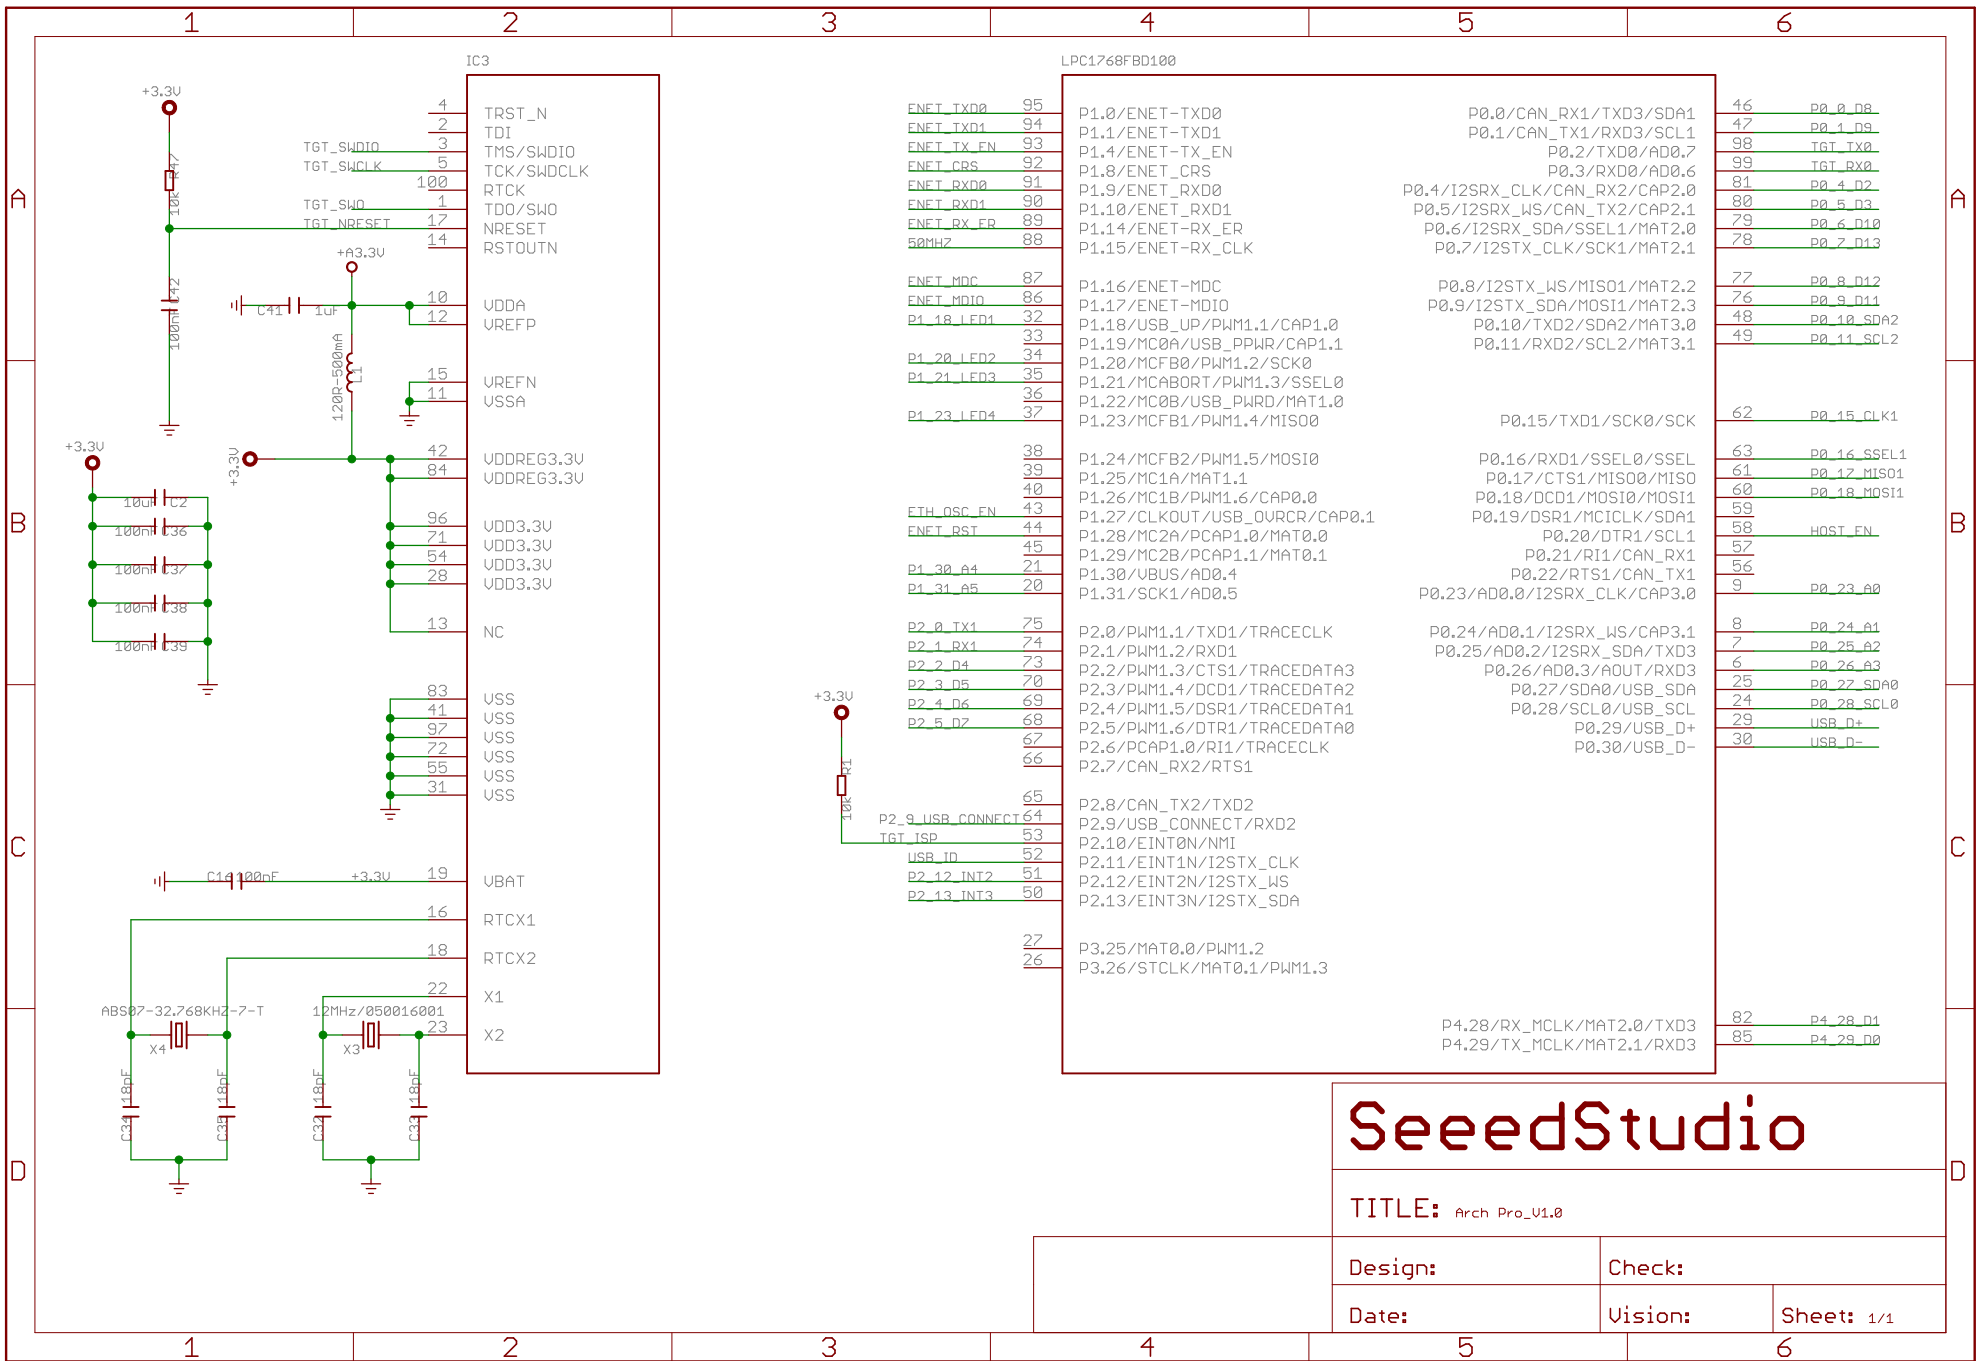 1 2 3 4 5 6
A
B
C
D
IC3
+3.3V
R47
10k
C42
100nF
TGT_SWDIO
TGT_SWCLK
TGT_SWO
TGT_NRESET
+A3.3V
C41 1uF
120R-500mA
L1
+3.3V
+3.3V
10uF C2
100nF C36
100nF C37
100nF C38
100nF C39
4 TRST_N
2 TDI
3 TMS/SWDIO
5 TCK/SWDCLK
100 RTCK
1 TDO/SWO
17 NRESET
14 RSTOUTN
10 VDDA
12 VREFP
15 VREFN
11 VSSA
42 VDDREG3.3V
84 VDDREG3.3V
96 VDD3.3V
71 VDD3.3V
54 VDD3.3V
28 VDD3.3V
13 NC
83 VSS
41 VSS
97 VSS
72 VSS
55 VSS
31 VSS
100nF +3.3V 19 VBAT
16 RTCX1
18 RTCX2
22 X1
23 X2
ABS07-32.768KHZ-7-T
X4
12MHz/050016001
X3
C34 18pF
C35 18pF
C32 18pF
C33 18pF
LPC1768FBD100
ENET_TXD0 95 P1.0/ENET-TXD0
ENET_TXD1 94 P1.1/ENET-TXD1
ENET_TX_EN 93 P1.4/ENET-TX_EN
ENET_CRS 92 P1.8/ENET_CRS
ENET_RXD0 91 P1.9/ENET_RXD0
ENET_RXD1 90 P1.10/ENET_RXD1
ENET_RX_ER 89 P1.14/ENET-RX_ER
50MHZ 88 P1.15/ENET-RX_CLK
ENET_MDC 87 P1.16/ENET-MDC
ENET_MDIO 86 P1.17/ENET-MDIO
P1_18_LED1 32 P1.18/USB_UP/PWM1.1/CAP1.0
33 P1.19/MC0A/USB_PPWR/CAP1.1
P1_20_LED2 34 P1.20/MCFB0/PWM1.2/SCK0
P1_21_LED3 35 P1.21/MCABORT/PWM1.3/SSEL0
36 P1.22/MC0B/USB_PWRD/MAT1.0
P1_23_LED4 37 P1.23/MCFB1/PWM1.4/MISO0
38 P1.24/MCFB2/PWM1.5/MOSI0
39 P1.25/MC1A/MAT1.1
40 P1.26/MC1B/PWM1.6/CAP0.0
ETH_OSC_EN 43 P1.27/CLKOUT/USB_OVRCR/CAP0.1
ENET_RST 44 P1.28/MC2A/PCAP1.0/MAT0.0
45 P1.29/MC2B/PCAP1.1/MAT0.1
P1_30_A4 21 P1.30/VBUS/AD0.4
P1_31_A5 20 P1.31/SCK1/AD0.5
P2_0_TX1 75 P2.0/PWM1.1/TXD1/TRACECLK
P2_1_RX1 74 P2.1/PWM1.2/RXD1
P2_2_D4 73 P2.2/PWM1.3/CTS1/TRACEDATA3
P2_3_D5 70 P2.3/PWM1.4/DCD1/TRACEDATA2
P2_4_D6 69 P2.4/PWM1.5/DSR1/TRACEDATA1
P2_5_D7 68 P2.5/PWM1.6/DTR1/TRACEDATA0
67 P2.6/PCAP1.0/RI1/TRACECLK
66 P2.7/CAN_RX2/RTS1
65 P2.8/CAN_TX2/TXD2
P2_9_USB_CONNECT 64 P2.9/USB_CONNECT/RXD2
TGT_ISP 53 P2.10/EINT0N/NMI
USB_ID 52 P2.11/EINT1N/I2STX_CLK
P2_12_INT2 51 P2.12/EINT2N/I2STX_WS
P2_13_INT3 50 P2.13/EINT3N/I2STX_SDA
27 P3.25/MAT0.0/PWM1.2
26 P3.26/STCLK/MAT0.1/PWM1.3
+3.3V
R1
10k
P0.0/CAN_RX1/TXD3/SDA1 46 P0_0_D8
P0.1/CAN_TX1/RXD3/SCL1 47 P0_1_D9
P0.2/TXD0/AD0.7 98 TGT_TX0
P0.3/RXD0/AD0.6 99 TGT_RX0
P0.4/I2SRX_CLK/CAN_RX2/CAP2.0 81 P0_4_D2
P0.5/I2SRX_WS/CAN_TX2/CAP2.1 80 P0_5_D3
P0.6/I2SRX_SDA/SSEL1/MAT2.0 79 P0_6_D10
P0.7/I2STX_CLK/SCK1/MAT2.1 78 P0_7_D13
P0.8/I2STX_WS/MISO1/MAT2.2 77 P0_8_D12
P0.9/I2STX_SDA/MOSI1/MAT2.3 76 P0_9_D11
P0.10/TXD2/SDA2/MAT3.0 48 P0_10_SDA2
P0.11/RXD2/SCL2/MAT3.1 49 P0_11_SCL2
P0.15/TXD1/SCK0/SCK 62 P0_15_CLK1
P0.16/RXD1/SSEL0/SSEL 63 P0_16_SSEL1
P0.17/CTS1/MISO0/MISO 61 P0_17_MISO1
P0.18/DCD1/MOSI0/MOSI1 60 P0_18_MOSI1
P0.19/DSR1/MCICLK/SDA1 59
P0.20/DTR1/SCL1 58 HOST_EN
P0.21/RI1/CAN_RX1 57
P0.22/RTS1/CAN_TX1 56
P0.23/AD0.0/I2SRX_CLK/CAP3.0 9 P0_23_A0
P0.24/AD0.1/I2SRX_WS/CAP3.1 8 P0_24_A1
P0.25/AD0.2/I2SRX_SDA/TXD3 7 P0_25_A2
P0.26/AD0.3/AOUT/RXD3 6 P0_26_A3
P0.27/SDA0/USB_SDA 25 P0_27_SDA0
P0.28/SCL0/USB_SCL 24 P0_28_SCL0
P0.29/USB_D+ 29 USB_D+
P0.30/USB_D- 30 USB_D-
P4.28/RX_MCLK/MAT2.0/TXD3 82 P4_28_D1
P4.29/TX_MCLK/MAT2.1/RXD3 85 P4_29_D0
A
B
C
D
SeeedStudio
TITLE: Arch Pro_V1.0
Design: Check:
Date: Vision: Sheet: 1/1
1 2 3 4 5 6